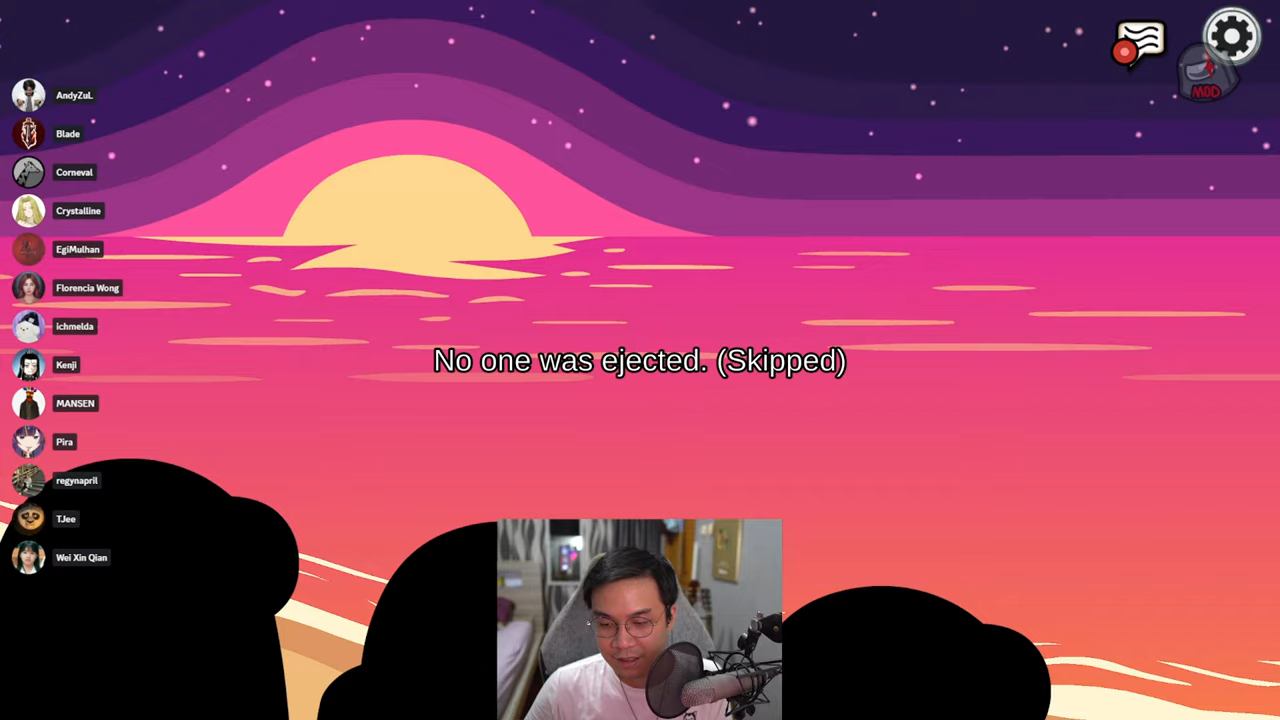 MOD
AndyZuL
Blade
Corneval
Crystalline
EgiMulhan
Florencia Wong
ichmelda
Kenji
MANSEN
Pira
regynapril
TJee
Wei Xin Qian
No one was ejected. (Skipped)